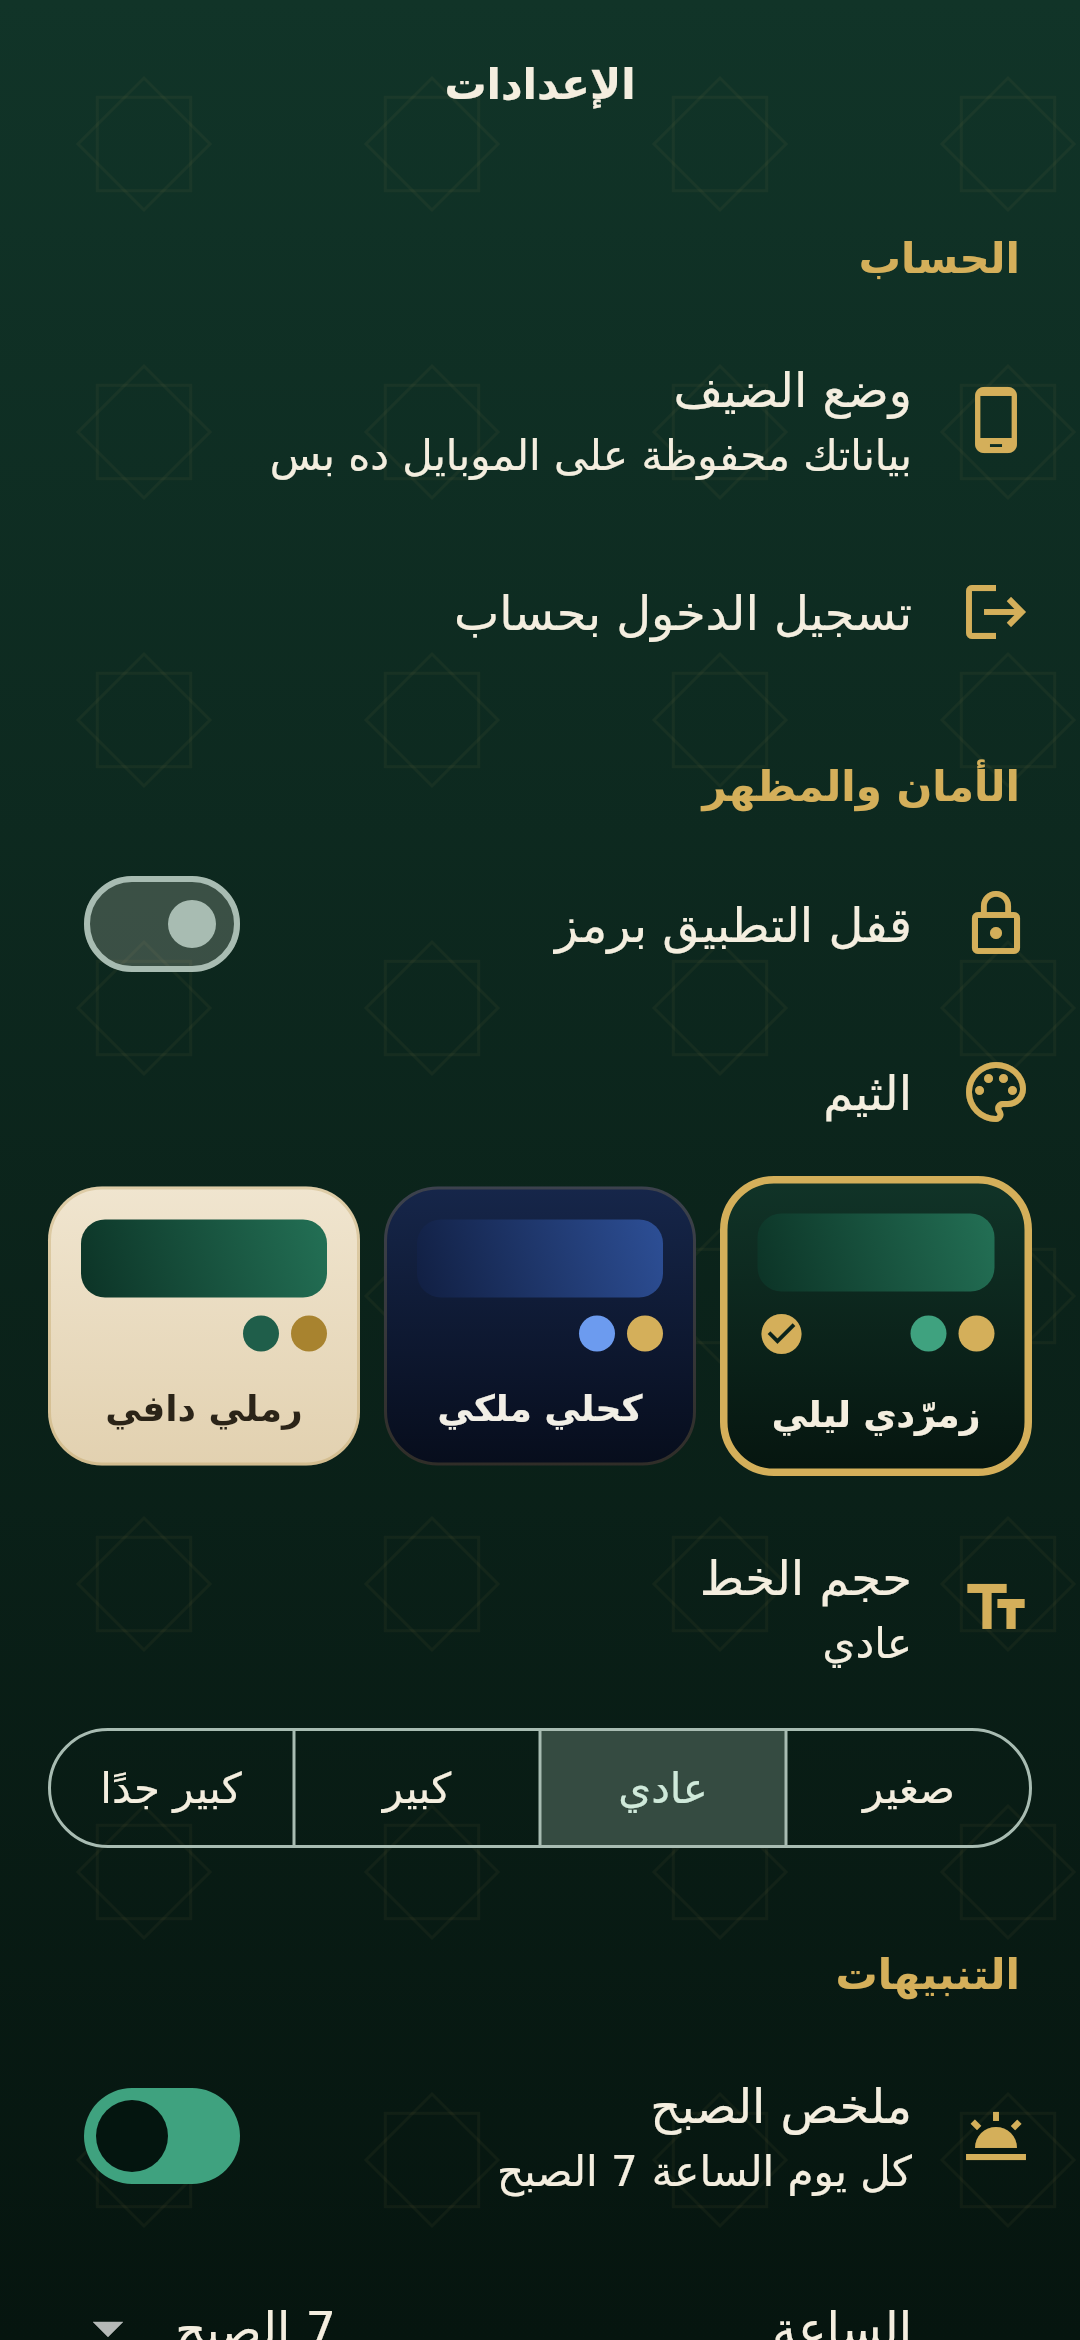 الإعدادات
الحساب
وضع الضيف
بياناتك محفوظة على الموبايل ده بس
تسجيل الدخول بحساب
الأمان والمظهر
قفل التطبيق برمز
الثيم
زمرّدي ليلي
كحلي ملكي
رملي دافي
حجم الخط
عادي
صغير
عادي
كبير
كبير جدًا
التنبيهات
ملخص الصبح
كل يوم الساعة 7 الصبح
الساعة
7 الصبح